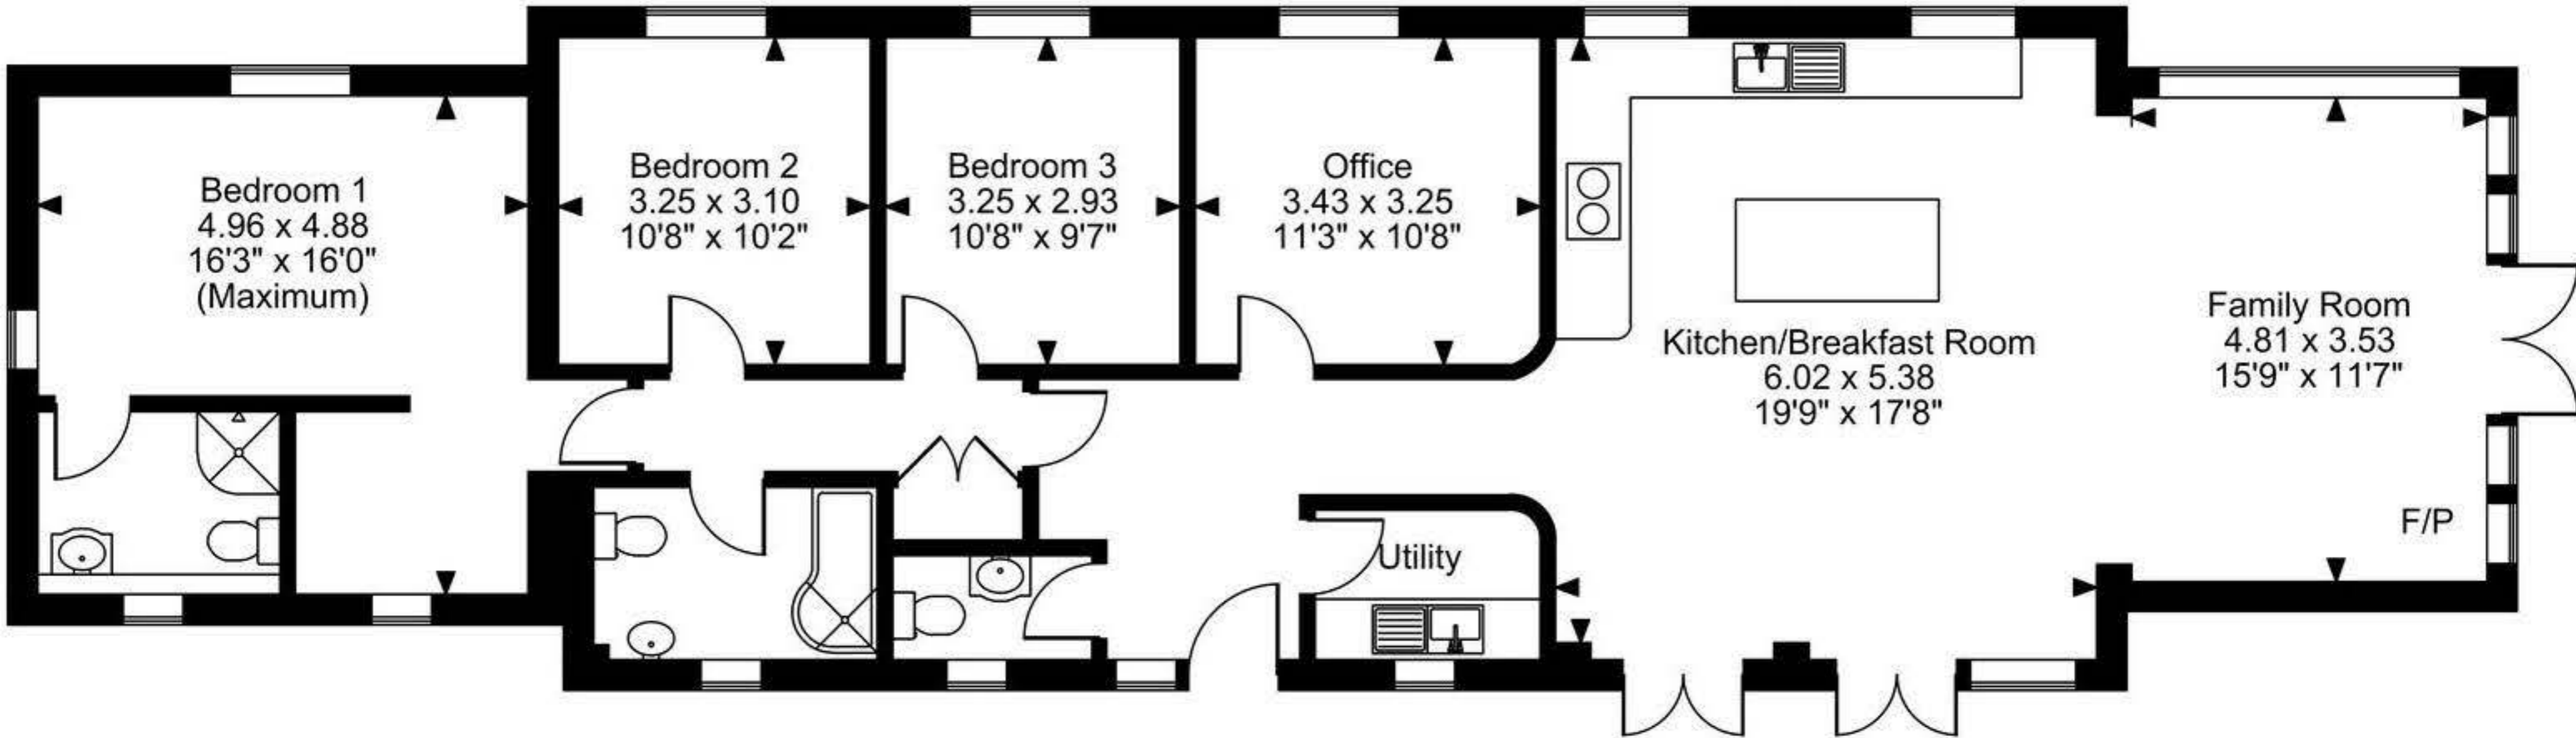 Bedroom 1
4.96 x 4.88
16'3" x 16'0"
(Maximum)
Bedroom 2
3.25 x 3.10
10'8" x 10'2"
Bedroom 3
3.25 x 2.93
10'8" x 9'7"
Office
3.43 x 3.25
11'3" x 10'8"
Kitchen/Breakfast Room
6.02 x 5.38
19'9" x 17'8"
Family Room
4.81 x 3.53
15'9" x 11'7"
F/P
Utility